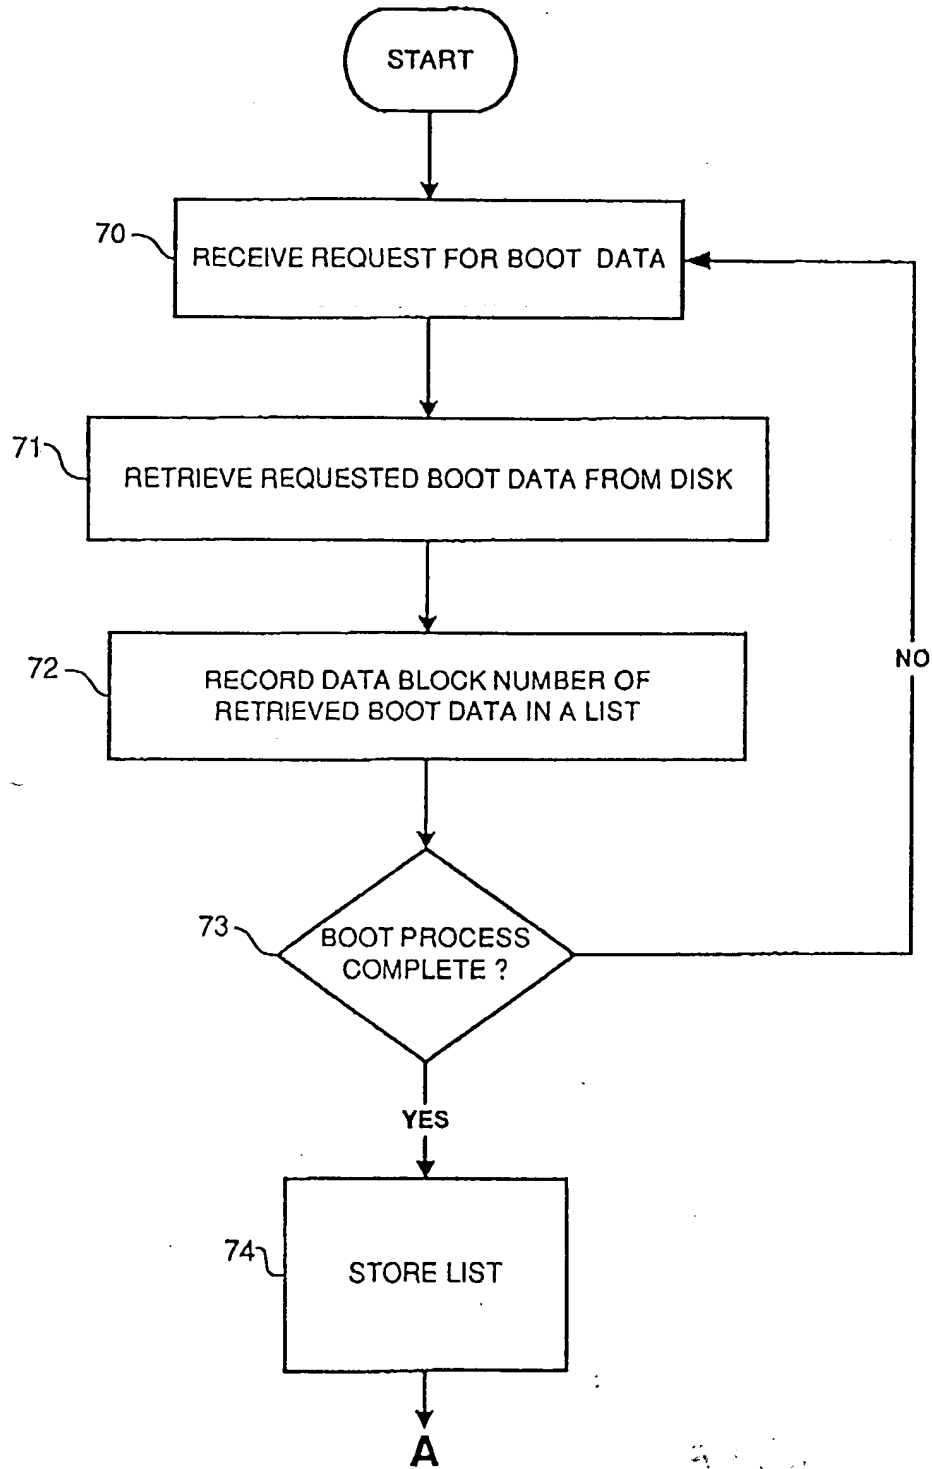 START
70
RECEIVE REQUEST FOR BOOT DATA
71
RETRIEVE REQUESTED BOOT DATA FROM DISK
72
RECORD DATA BLOCK NUMBER OF
RETRIEVED BOOT DATA IN A LIST
NO
73
BOOT PROCESS
COMPLETE ?
YES
74
STORE LIST
A